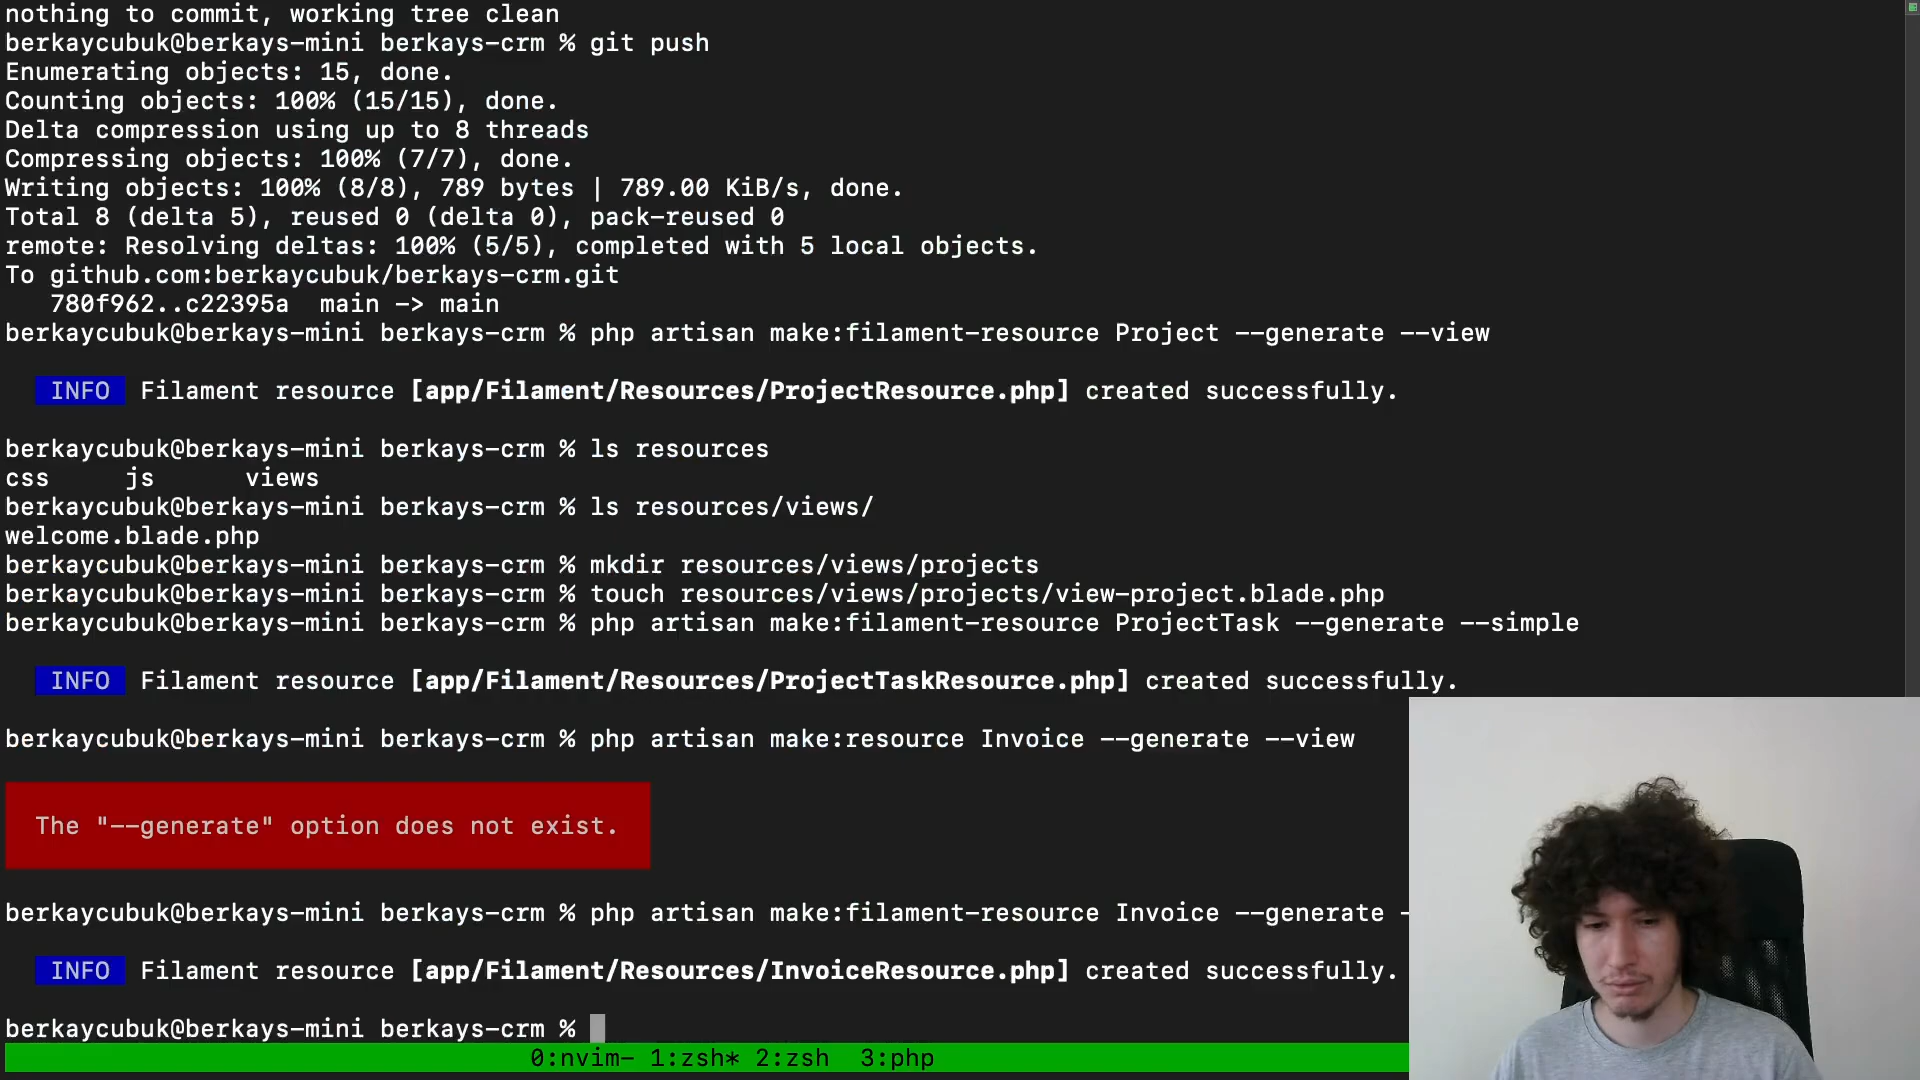 nothing to commit, working tree clean
berkaycubuk@berkays-mini berkays-crm % git push
Enumerating objects: 15, done.
Counting objects: 100% (15/15), done.
Delta compression using up to 8 threads
Compressing objects: 100% (7/7), done.
Writing objects: 100% (8/8), 789 bytes | 789.00 KiB/s, done.
Total 8 (delta 5), reused 0 (delta 0), pack-reused 0
remote: Resolving deltas: 100% (5/5), completed with 5 local objects.
To github.com:berkaycubuk/berkays-crm.git
   780f962..c22395a  main -> main
berkaycubuk@berkays-mini berkays-crm % php artisan make:filament-resource Project --generate --view
INFO Filament resource [app/Filament/Resources/ProjectResource.php] created successfully.
berkaycubuk@berkays-mini berkays-crm % ls resources
css     js      views
berkaycubuk@berkays-mini berkays-crm % ls resources/views/
welcome.blade.php
berkaycubuk@berkays-mini berkays-crm % mkdir resources/views/projects
berkaycubuk@berkays-mini berkays-crm % touch resources/views/projects/view-project.blade.php
berkaycubuk@berkays-mini berkays-crm % php artisan make:filament-resource ProjectTask --generate --simple
INFO Filament resource [app/Filament/Resources/ProjectTaskResource.php] created successfully.
berkaycubuk@berkays-mini berkays-crm % php artisan make:resource Invoice --generate --view
The "--generate" option does not exist.
berkaycubuk@berkays-mini berkays-crm % php artisan make:filament-resource Invoice --generate -
INFO Filament resource [app/Filament/Resources/InvoiceResource.php] created successfully.
berkaycubuk@berkays-mini berkays-crm %
0:nvim- 1:zsh* 2:zsh  3:php